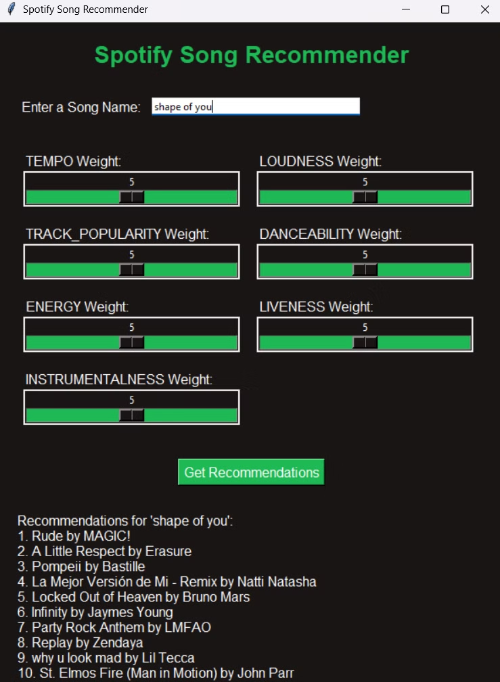 Spotify Song Recommender
Spotify Song Recommender
Enter a Song Name: shape of you
TEMPO Weight: LOUDNESS Weight:
5 5
TRACK_POPULARITY Weight: DANCEABILITY Weight:
5 5
ENERGY Weight: LIVENESS Weight:
5 5
INSTRUMENTALNESS Weight:
5
Get Recommendations
Recommendations for 'shape of you':
1. Rude by MAGIC!
2. A Little Respect by Erasure
3. Pompeii by Bastille
4. La Mejor Versión de Mi - Remix by Natti Natasha
5. Locked Out of Heaven by Bruno Mars
6. Infinity by Jaymes Young
7. Party Rock Anthem by LMFAO
8. Replay by Zendaya
9. why u look mad by Lil Tecca
10. St. Elmos Fire (Man in Motion) by John Parr